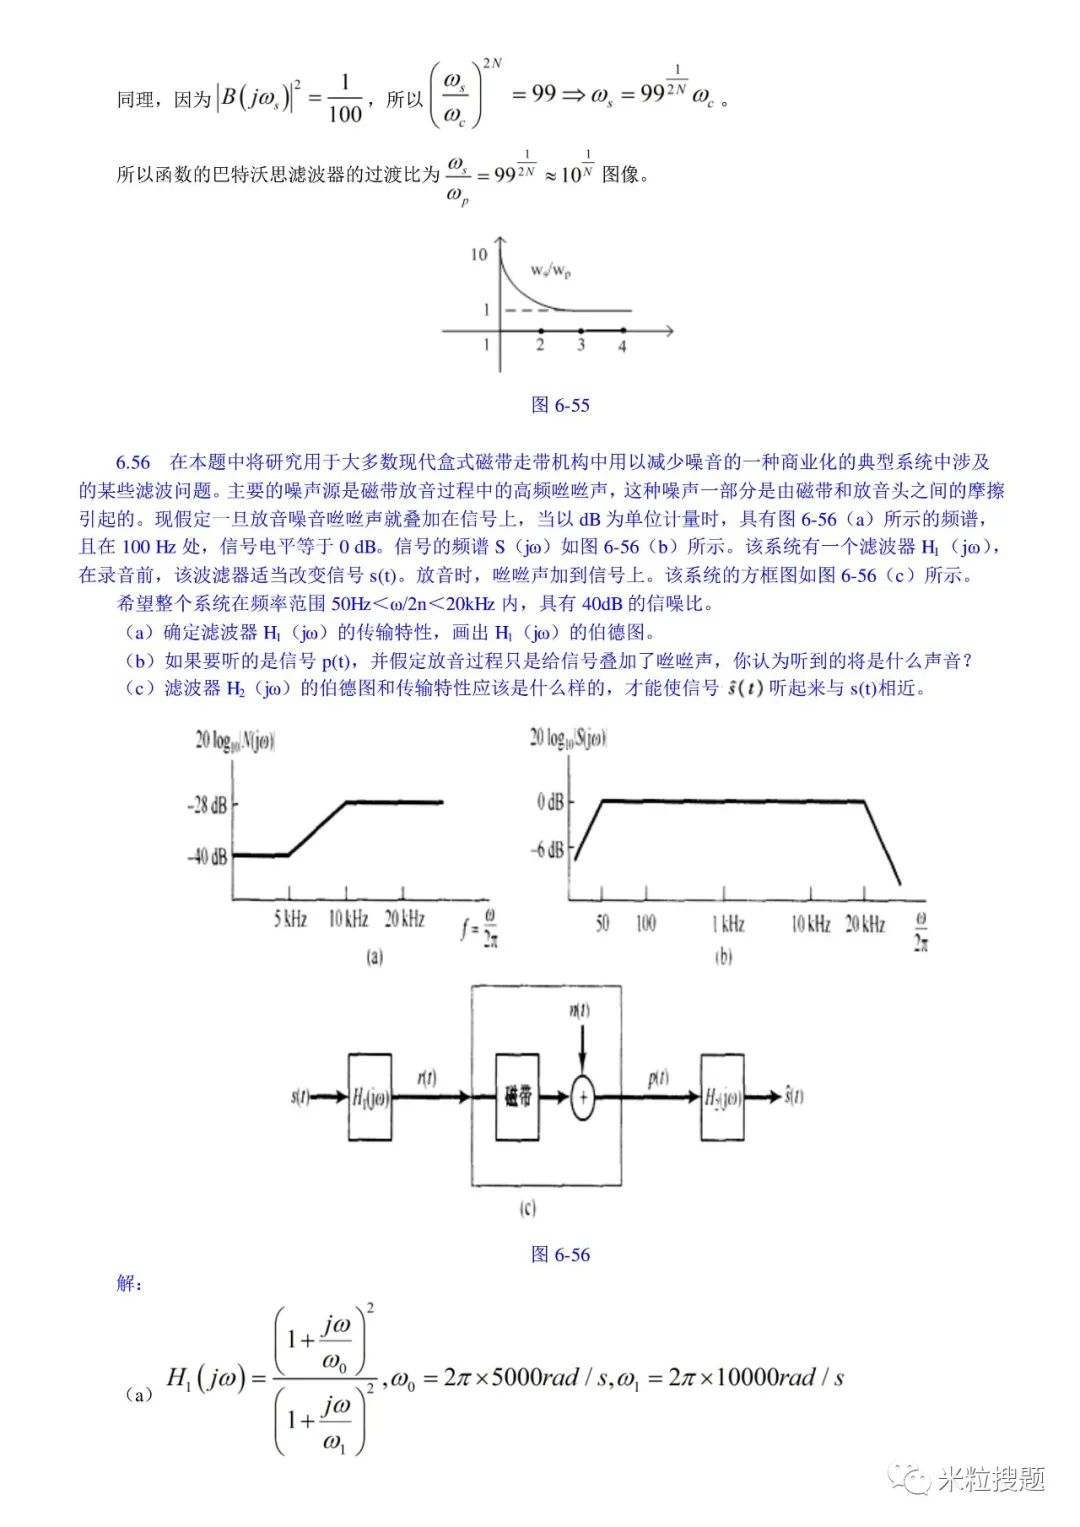 同理，因为 |B(jω_s)|² = 1/100 ，所以 (ω_s/ω_c)^{2N} = 99 ⇒ ω_s = 99^{1/2N} ω_c 。
所以函数的巴特沃思滤波器的过渡比为 ω_s/ω_p = 99^{1/2N} ≈ 10^{1/N} 图像。
10
w_s/w_p
1
1 2 3 4
图 6-55
6.56 在本题中将研究用于大多数现代盒式磁带走带机构中用以减少噪音的一种商业化的典型系统中涉及
的某些滤波问题。主要的噪声源是磁带放音过程中的高频咝咝声，这种噪声一部分是由磁带和放音头之间的摩擦
引起的。现假定一旦放音噪音咝咝声就叠加在信号上，当以 dB 为单位计量时，具有图 6-56（a）所示的频谱，
且在 100 Hz 处，信号电平等于 0 dB。信号的频谱 S（jω）如图 6-56（b）所示。该系统有一个滤波器 H₁（jω），
在录音前，该波滤器适当改变信号 s(t)。放音时，咝咝声加到信号上。该系统的方框图如图 6-56（c）所示。
希望整个系统在频率范围 50Hz＜ω/2n＜20kHz 内，具有 40dB 的信噪比。
（a）确定滤波器 H₁（jω）的传输特性，画出 H₁（jω）的伯德图。
（b）如果要听的是信号 p(t)，并假定放音过程只是给信号叠加了咝咝声，你认为听到的将是什么声音？
（c）滤波器 H₂（jω）的伯德图和传输特性应该是什么样的，才能使信号 ŝ(t) 听起来与 s(t)相近。
20 log₁₀|N(jω)|
−28 dB
−40 dB
5 kHz 10 kHz 20 kHz f = ω/2π
(a)
20 log₁₀|S(jω)|
0 dB
−6 dB
50 100 1 kHz 10 kHz 20 kHz ω/2π
(b)
n(t)
s(t) H₁(jω) r(t) 磁带 + p(t) H₂(jω) ŝ(t)
(c)
图 6-56
解：
（a） H₁(jω) = (1 + jω/ω₀)² / (1 + jω/ω₁)² , ω₀ = 2π×5000rad / s, ω₁ = 2π×10000rad / s
米粒搜题